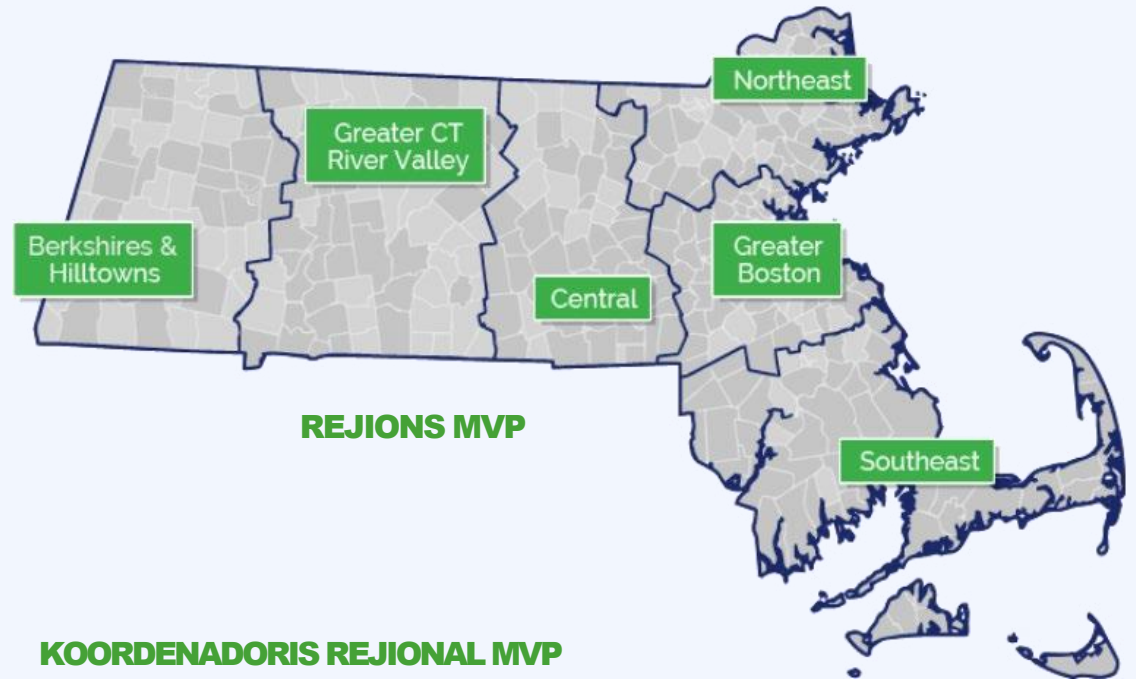 Northeast
Greater CT
River Valley
Berkshires &
Hilltowns
Greater
Boston
Central
REJIONS MVP
Southeast
KOORDENADORIS REJIONAL MVP